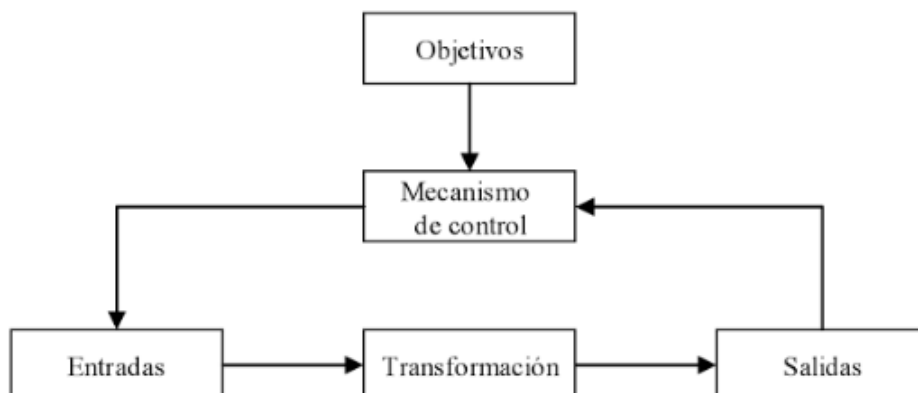 Objetivos
Mecanismo
de control
Entradas
Transformación
Salidas